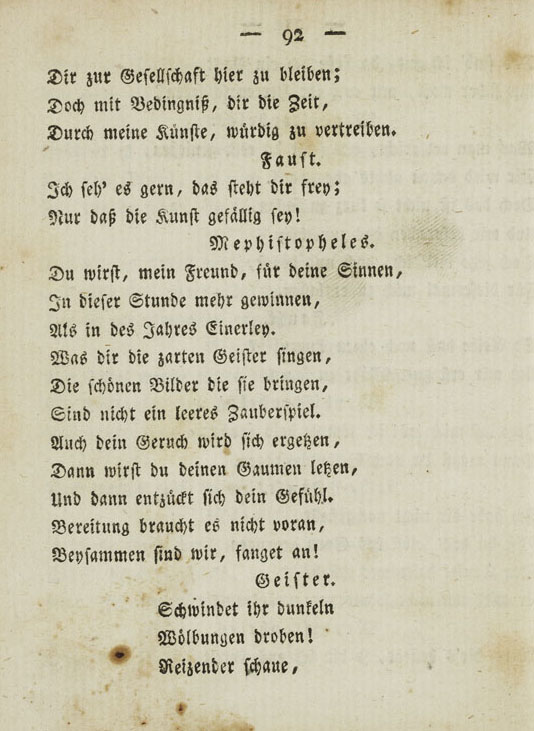 — 92 —
Dir zur Gesellschaft hier zu bleiben;
Doch mit Bedingniß, dir die Zeit,
Durch meine Künste, würdig zu vertreiben.
Faust.
Ich seh' es gern, das steht dir frey;
Nur daß die Kunst gefällig sey!
Mephistopheles.
Du wirst, mein Freund, für deine Sinnen,
In dieser Stunde mehr gewinnen,
Als in des Jahres Einerley.
Was dir die zarten Geister singen,
Die schönen Bilder die sie bringen,
Sind nicht ein leeres Zauberspiel.
Auch dein Geruch wird sich ergetzen,
Dann wirst du deinen Gaumen letzen,
Und dann entzückt sich dein Gefühl.
Bereitung braucht es nicht voran,
Beysammen sind wir, fanget an!
Geister.
Schwindet ihr dunkeln
Wölbungen droben!
Reizender schaue,